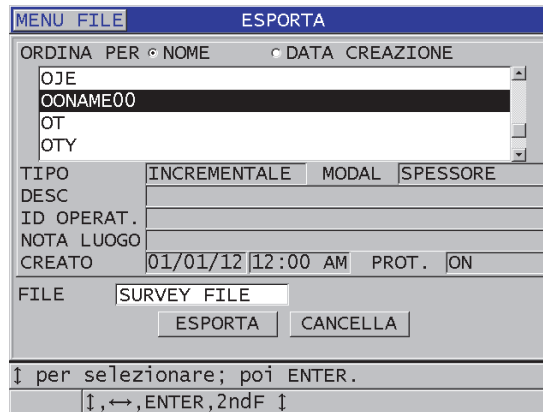 MENU FILE ESPORTA
ORDINA PER NOME DATA CREAZIONE
OJE
OONAME00
OT
OTY
TIPO INCREMENTALE MODAL SPESSORE
DESC
ID OPERAT.
NOTA LUOGO
CREATO 01/01/12 12:00 AM PROT. ON
FILE SURVEY FILE
ESPORTA CANCELLA
↕ per selezionare; poi ENTER.
↕,↔,ENTER,2ndF ↕